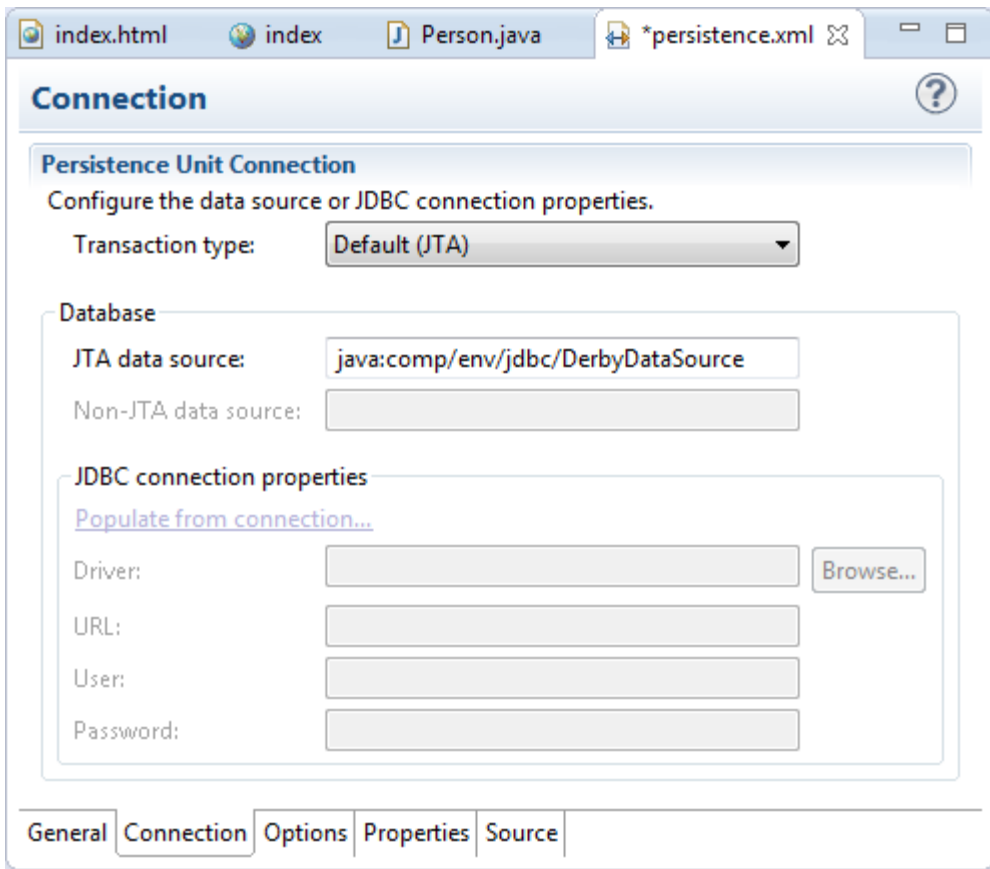 index.html index Person.java *persistence.xml
Connection
Persistence Unit Connection
Configure the data source or JDBC connection properties.
Transaction type: Default (JTA)
Database
JTA data source: java:comp/env/jdbc/DerbyDataSource
Non-JTA data source:
JDBC connection properties
Populate from connection...
Driver: Browse...
URL:
User:
Password:
General Connection Options Properties Source